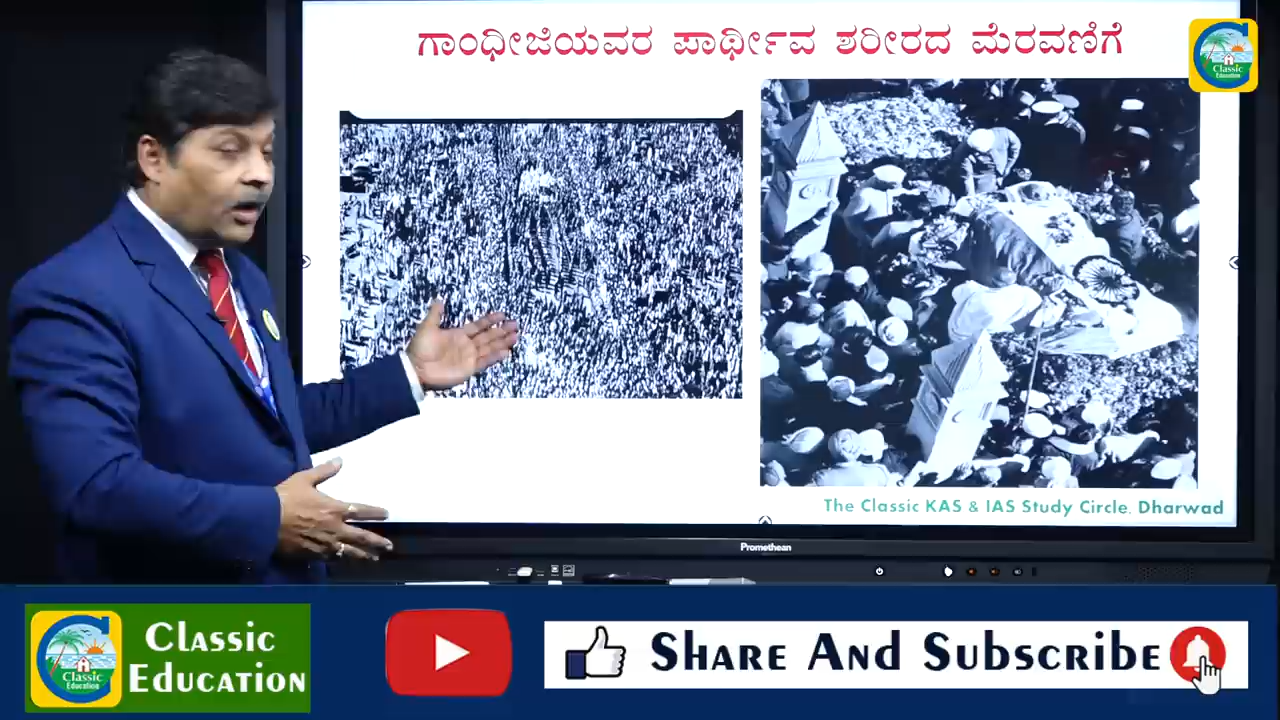 ಗಾಂಧೀಜಿಯವರ ಪಾರ್ಥೀವ ಶರೀರದ ಮೆರವಣಿಗೆ
Classic
Education
The Classic KAS & IAS Study Circle, Dharwad
Promethean
Classic
Education
Classic
Education
Share And Subscribe